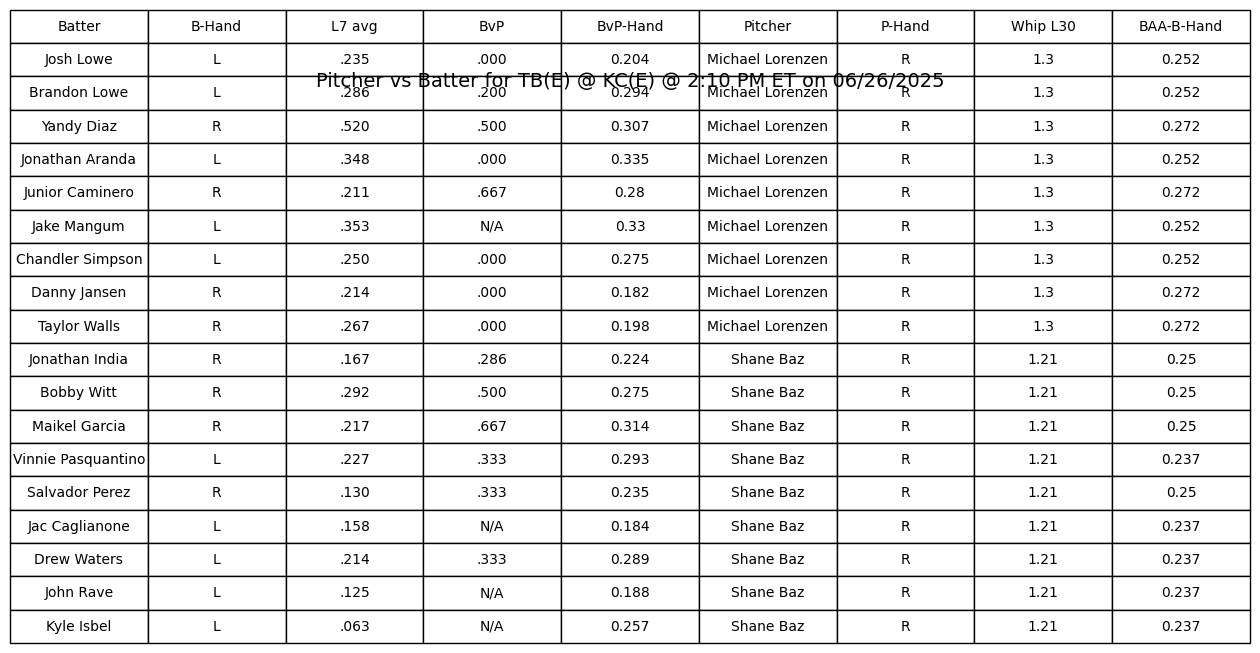 Batter B-Hand L7 avg BvP BvP-Hand Pitcher P-Hand Whip L30 BAA-B-Hand
Josh Lowe L .235 .000 0.204 Michael Lorenzen R 1.3 0.252
Pitcher vs Batter for TB(E) @ KC(E) @ 2:10 PM ET on 06/26/2025
Brandon Lowe L .286 .200 0.294 Michael Lorenzen R 1.3 0.252
Yandy Diaz R .520 .500 0.307 Michael Lorenzen R 1.3 0.272
Jonathan Aranda L .348 .000 0.335 Michael Lorenzen R 1.3 0.252
Junior Caminero R .211 .667 0.28 Michael Lorenzen R 1.3 0.272
Jake Mangum L .353 N/A 0.33 Michael Lorenzen R 1.3 0.252
Chandler Simpson L .250 .000 0.275 Michael Lorenzen R 1.3 0.252
Danny Jansen R .214 .000 0.182 Michael Lorenzen R 1.3 0.272
Taylor Walls R .267 .000 0.198 Michael Lorenzen R 1.3 0.272
Jonathan India R .167 .286 0.224 Shane Baz R 1.21 0.25
Bobby Witt R .292 .500 0.275 Shane Baz R 1.21 0.25
Maikel Garcia R .217 .667 0.314 Shane Baz R 1.21 0.25
Vinnie Pasquantino L .227 .333 0.293 Shane Baz R 1.21 0.237
Salvador Perez R .130 .333 0.235 Shane Baz R 1.21 0.25
Jac Caglianone L .158 N/A 0.184 Shane Baz R 1.21 0.237
Drew Waters L .214 .333 0.289 Shane Baz R 1.21 0.237
John Rave L .125 N/A 0.188 Shane Baz R 1.21 0.237
Kyle Isbel L .063 N/A 0.257 Shane Baz R 1.21 0.237